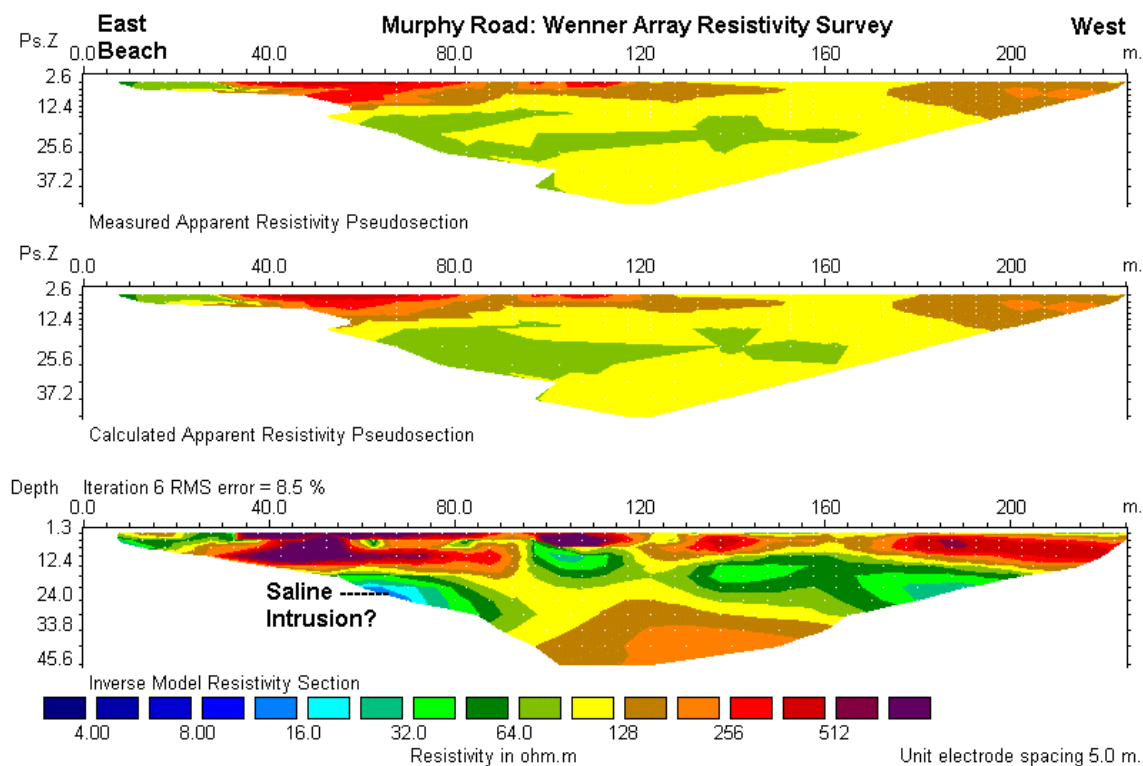 East Beach Murphy Road: Wenner Array Resistivity Survey West
Ps.Z 0.0 40.0 80.0 120 160 200 m.
2.6
12.4
25.6
37.2
Measured Apparent Resistivity Pseudosection
Ps.Z 0.0 40.0 80.0 120 160 200 m.
2.6
12.4
25.6
37.2
Calculated Apparent Resistivity Pseudosection
Depth Iteration 6 RMS error = 8.5 %
0.0 40.0 80.0 120 160 200 m.
1.3
12.4
24.0
33.8
45.6
Saline ------
Intrusion?
Inverse Model Resistivity Section
4.00 8.00 16.0 32.0 64.0 128 256 512
Resistivity in ohm.m Unit electrode spacing 5.0 m.